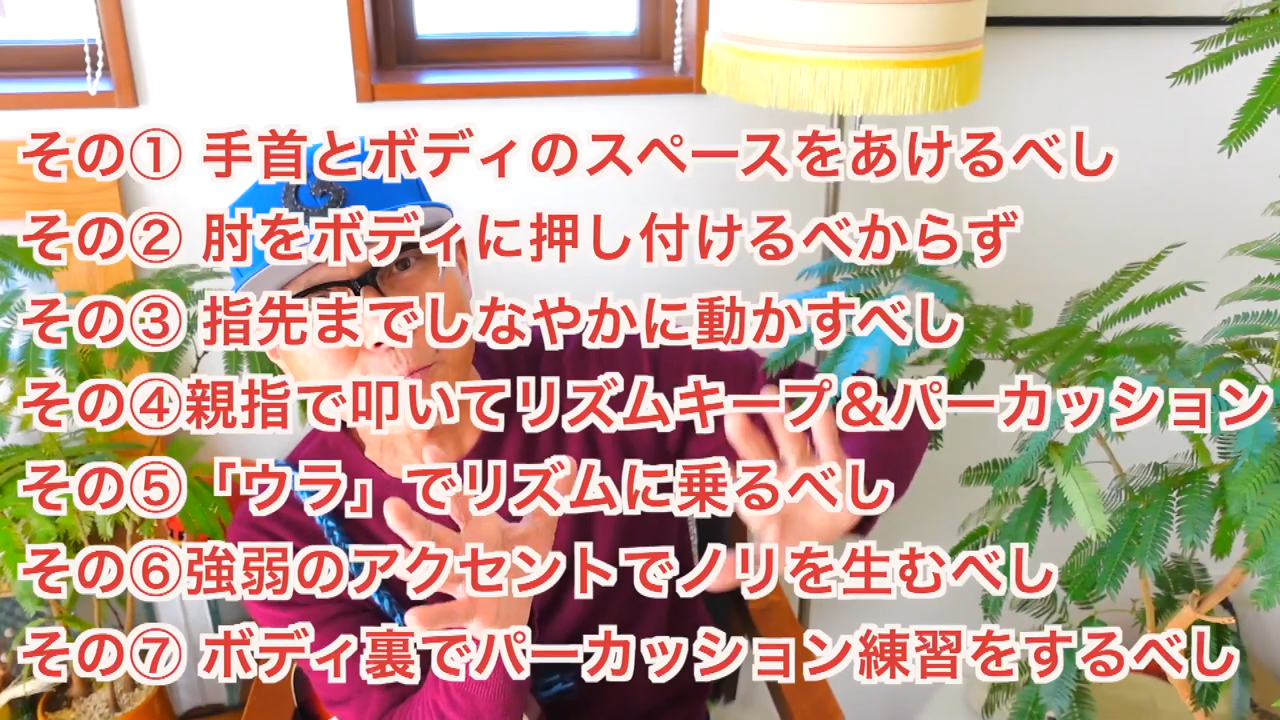 その① 手首とボディのスペースをあけるべし
その② 肘をボディに押し付けるべからず
その③ 指先までしなやかに動かすべし
その④親指で叩いてリズムキープ＆パーカッション
その⑤「ウラ」でリズムに乗るべし
その⑥強弱のアクセントでノリを生むべし
その⑦ ボディ裏でパーカッション練習をするべし